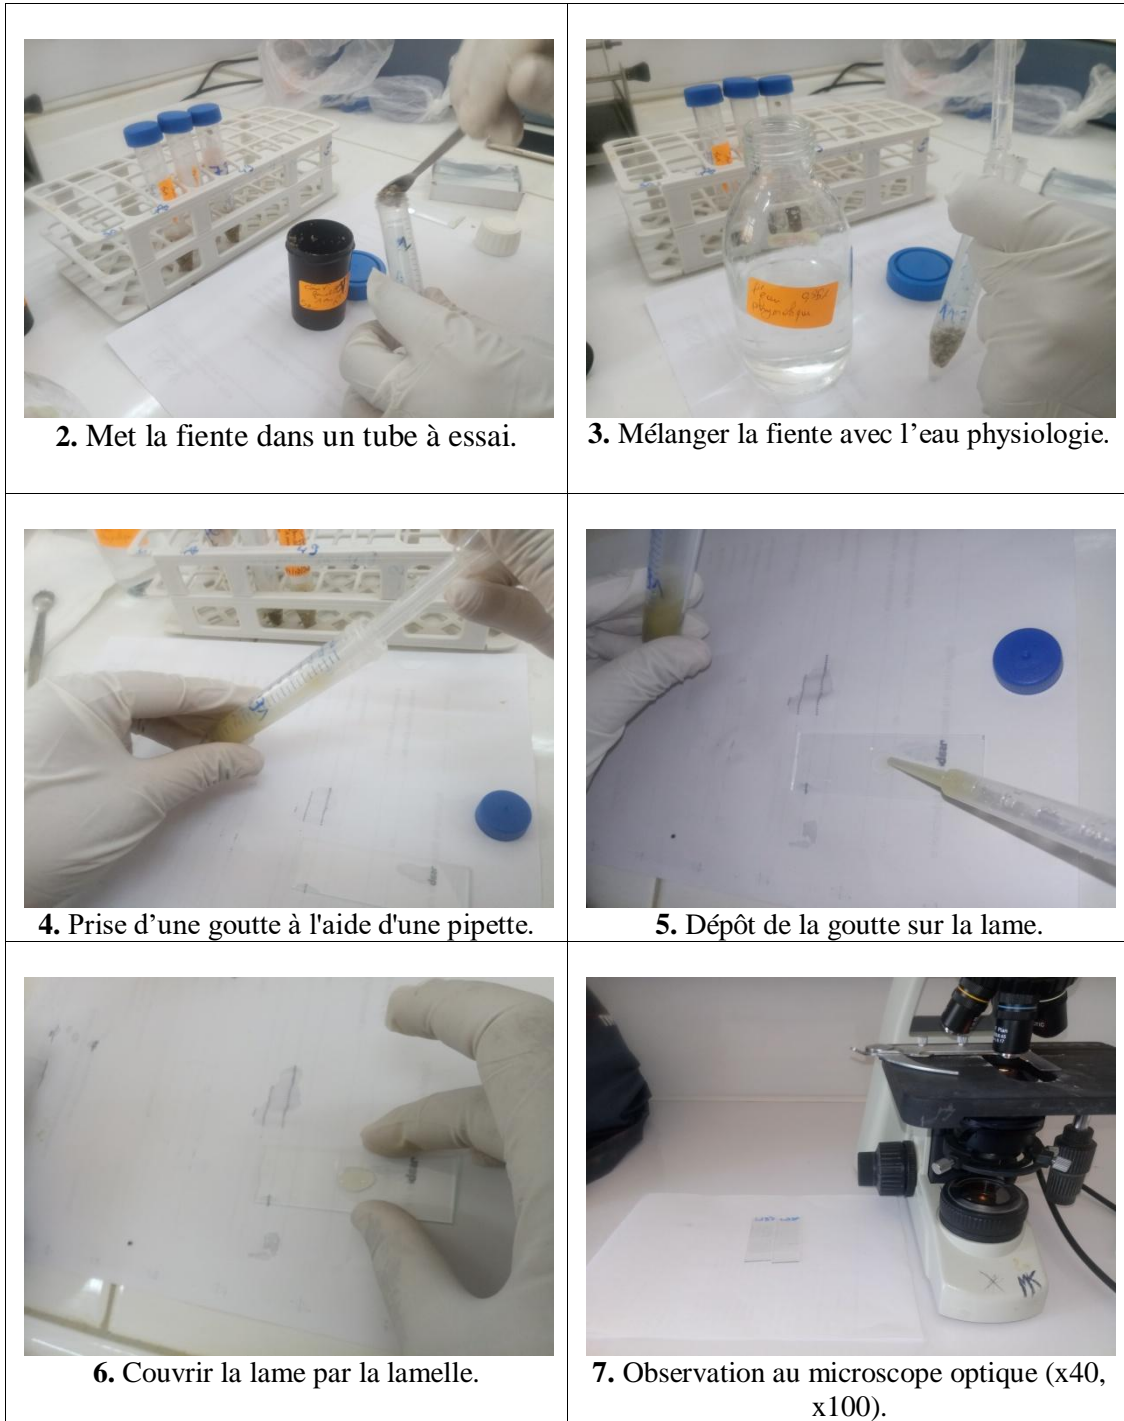 2. Met la fiente dans un tube à essai.
3. Mélanger la fiente avec l’eau physiologie.
4. Prise d’une goutte à l'aide d'une pipette.
5. Dépôt de la goutte sur la lame.
6. Couvrir la lame par la lamelle.
7. Observation au microscope optique (x40,
x100).